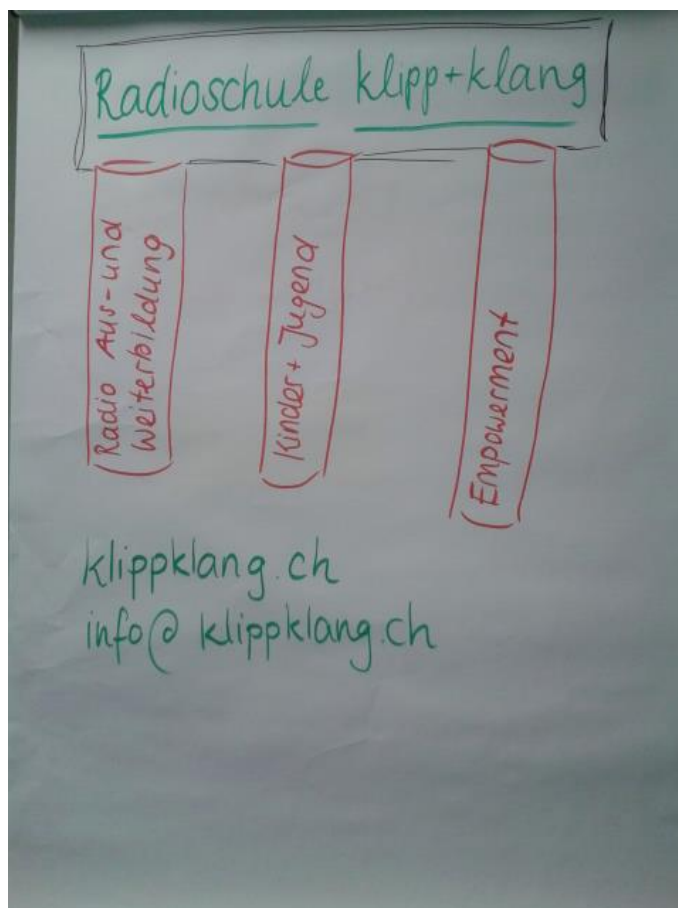 Radioschule klipp+klang
Radio Aus- und
Weiterbildung
Kinder+ Jugend
Empowerment
klippklang.ch
info@klippklang.ch